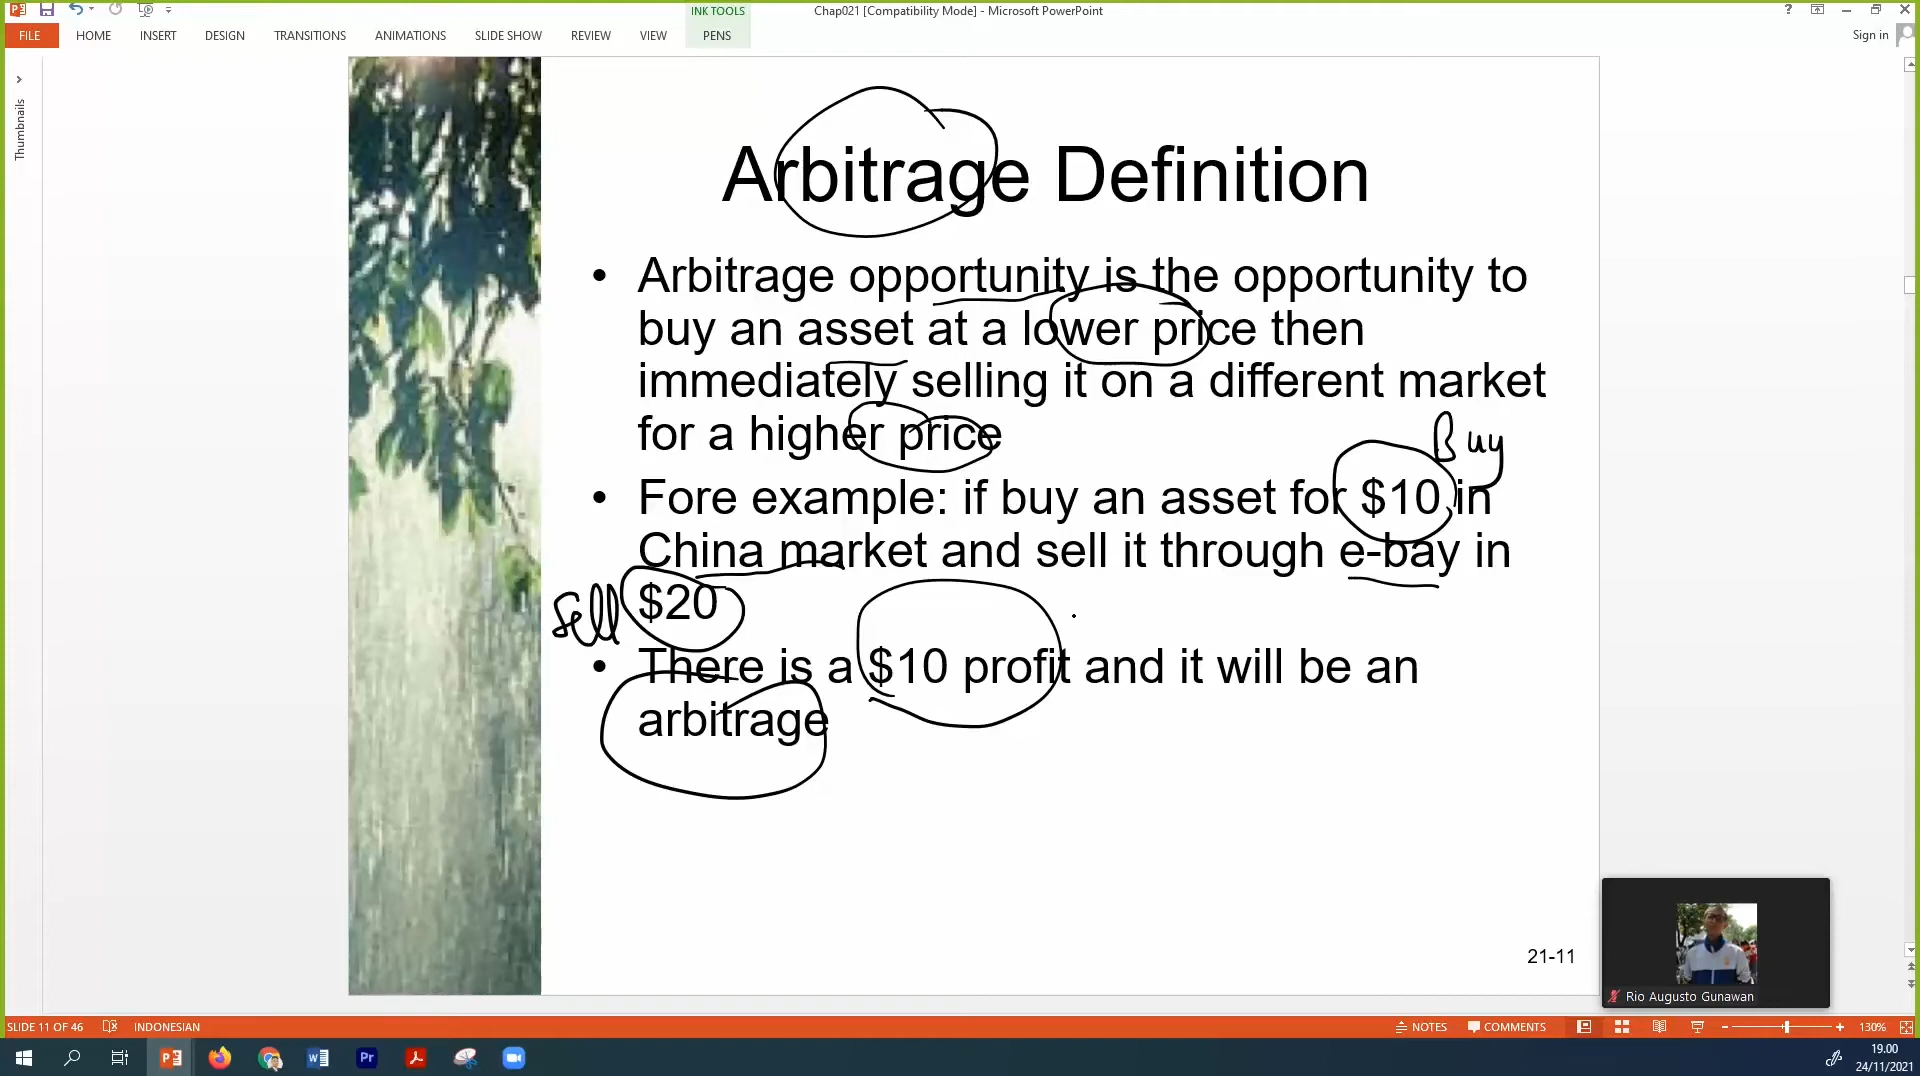 INK TOOLS
Chap021 [Compatibility Mode] - Microsoft PowerPoint
?
FILE HOME INSERT DESIGN TRANSITIONS ANIMATIONS SLIDE SHOW REVIEW VIEW PENS
Sign in
Thumbnails
Arbitrage Definition
• Arbitrage opportunity is the opportunity to
buy an asset at a lower price then
immediately selling it on a different market
for a higher price
Buy
• Fore example: if buy an asset for $10 in
China market and sell it through e-bay in
$20
Sell
• There is a $10 profit and it will be an
arbitrage
21-11
Rio Augusto Gunawan
SLIDE 11 OF 46 INDONESIAN
NOTES COMMENTS
130%
Pr
19.00
24/11/2021